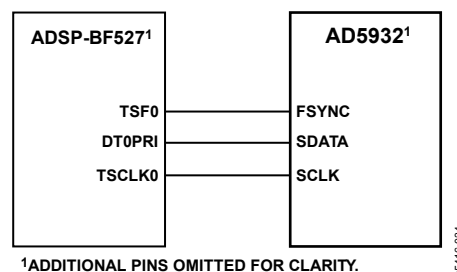 ADSP-BF527¹
AD5932¹
TSF0
FSYNC
DT0PRI
SDATA
TSCLK0
SCLK
¹ADDITIONAL PINS OMITTED FOR CLARITY.